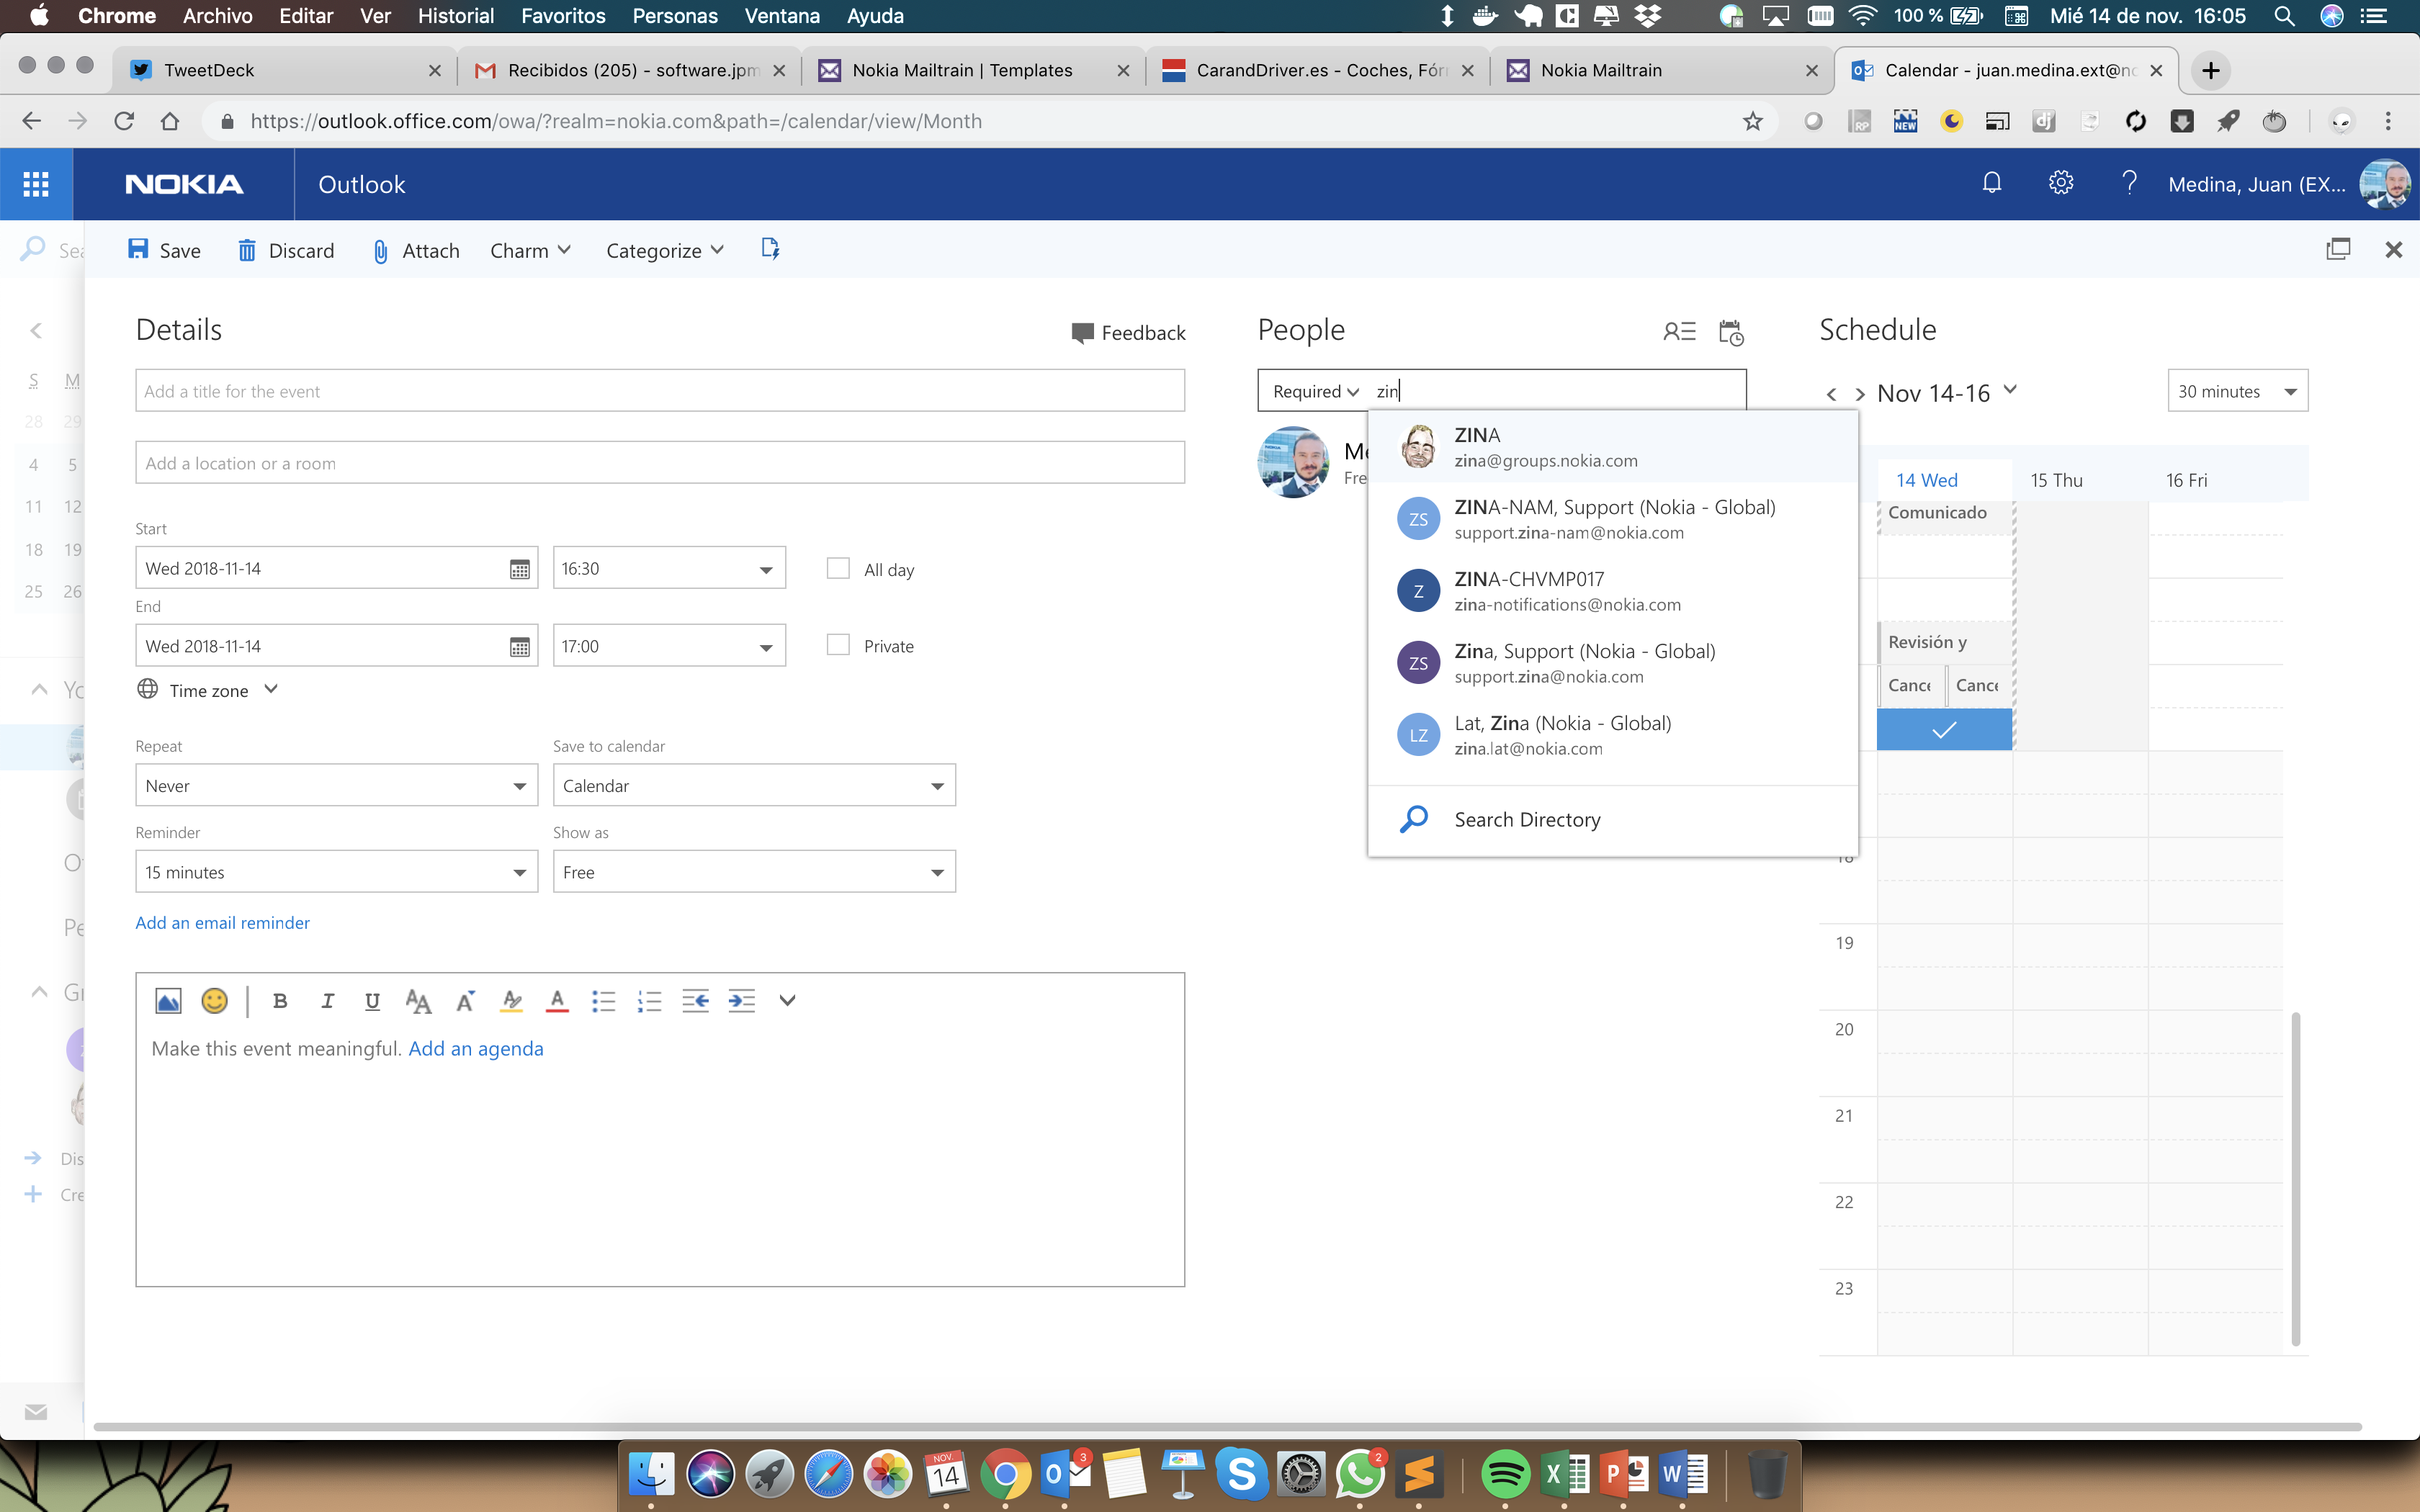 Chrome Archivo Editar Ver Historial Favoritos Personas Ventana Ayuda 100 % Mié 14 de nov. 16:05
TweetDeck Recibidos (205) - software.jpm Nokia Mailtrain | Templates CarandDriver.es - Coches, Fór Nokia Mailtrain Calendar - juan.medina.ext@no
https://outlook.office.com/owa/?realm=nokia.com&path=/calendar/view/Month
NOKIA Outlook Medina, Juan (EX...
Sea Save Discard Attach Charm Categorize
Details Feedback
Add a title for the event
Add a location or a room
Start
Wed 2018-11-14 16:30 All day
End
Wed 2018-11-14 17:00 Private
Time zone
Repeat Save to calendar
Never Calendar
Reminder Show as
15 minutes Free
Add an email reminder
Make this event meaningful. Add an agenda
People
Required zin
Me
Fre
ZINA
zina@groups.nokia.com
ZS ZINA-NAM, Support (Nokia - Global)
support.zina-nam@nokia.com
Z ZINA-CHVMP017
zina-notifications@nokia.com
ZS Zina, Support (Nokia - Global)
support.zina@nokia.com
LZ Lat, Zina (Nokia - Global)
zina.lat@nokia.com
Search Directory
Schedule
Nov 14-16 30 minutes
14 Wed 15 Thu 16 Fri
Comunicado
Revisión y
Cance Cance
19
20
21
22
23
S M
28 29
4 5
11 12
18 19
25 26
Yo
Ot
Pe
Gr
Dis
Cre
NOV.
14
3
2